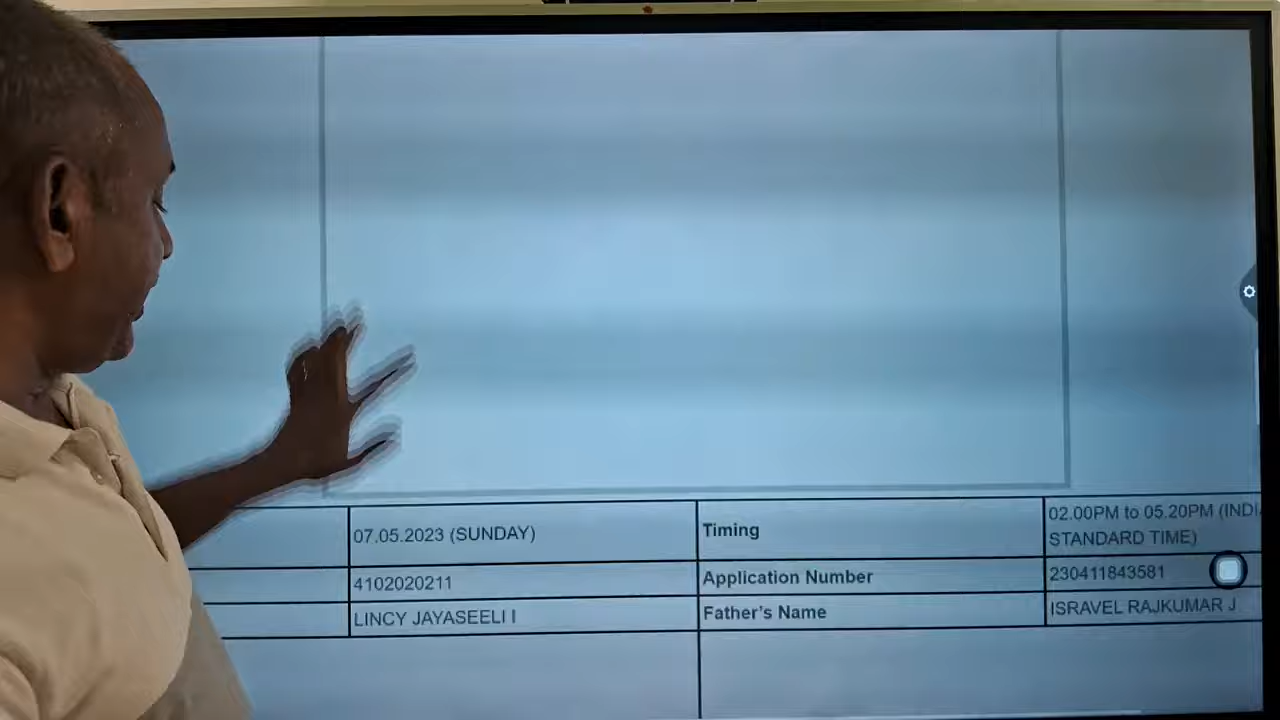 07.05.2023 (SUNDAY) Timing 02.00PM to 05.20PM (INDI
STANDARD TIME)
4102020211 Application Number 230411843581
LINCY JAYASEELI I Father's Name ISRAVEL RAJKUMAR J